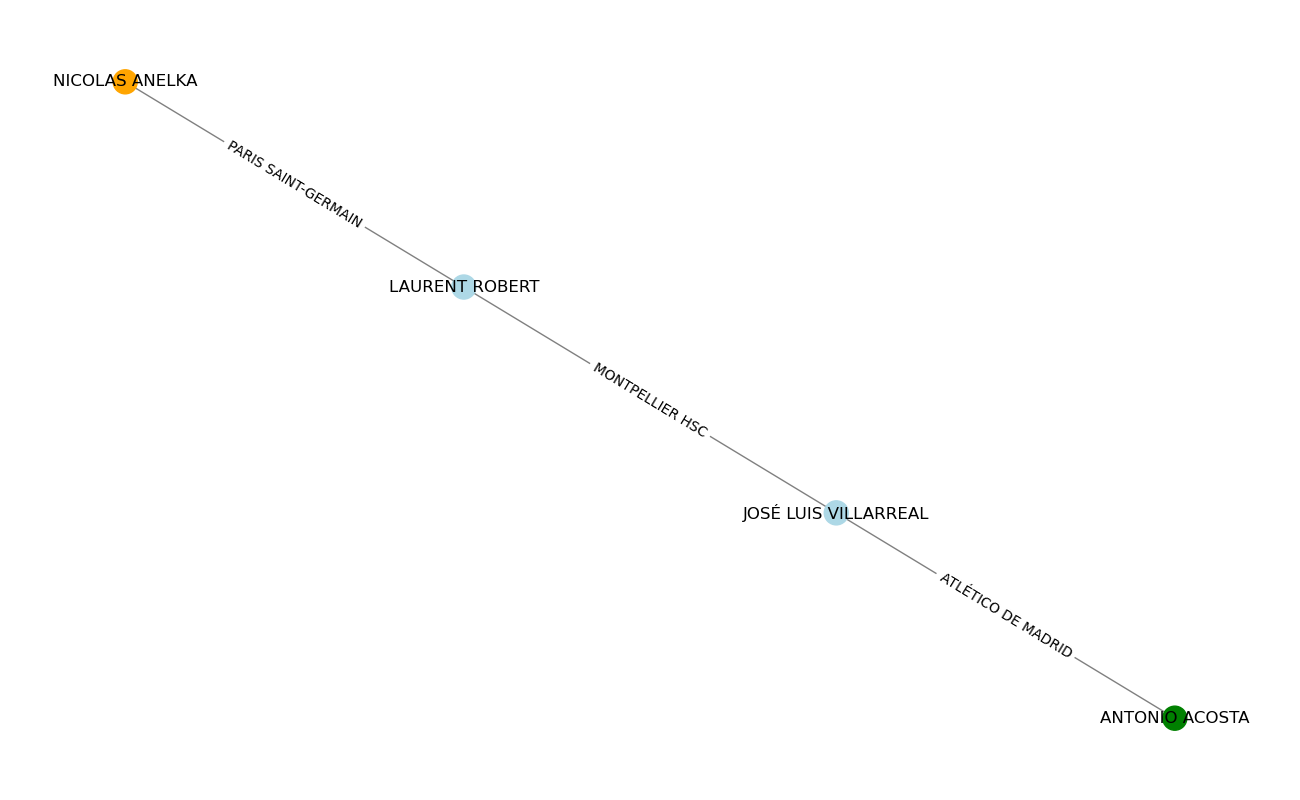 NICOLAS ANELKA
PARIS SAINT-GERMAIN
LAURENT ROBERT
MONTPELLIER HSC
JOSÉ LUIS VILLARREAL
ATLÉTICO DE MADRID
ANTONIO ACOSTA